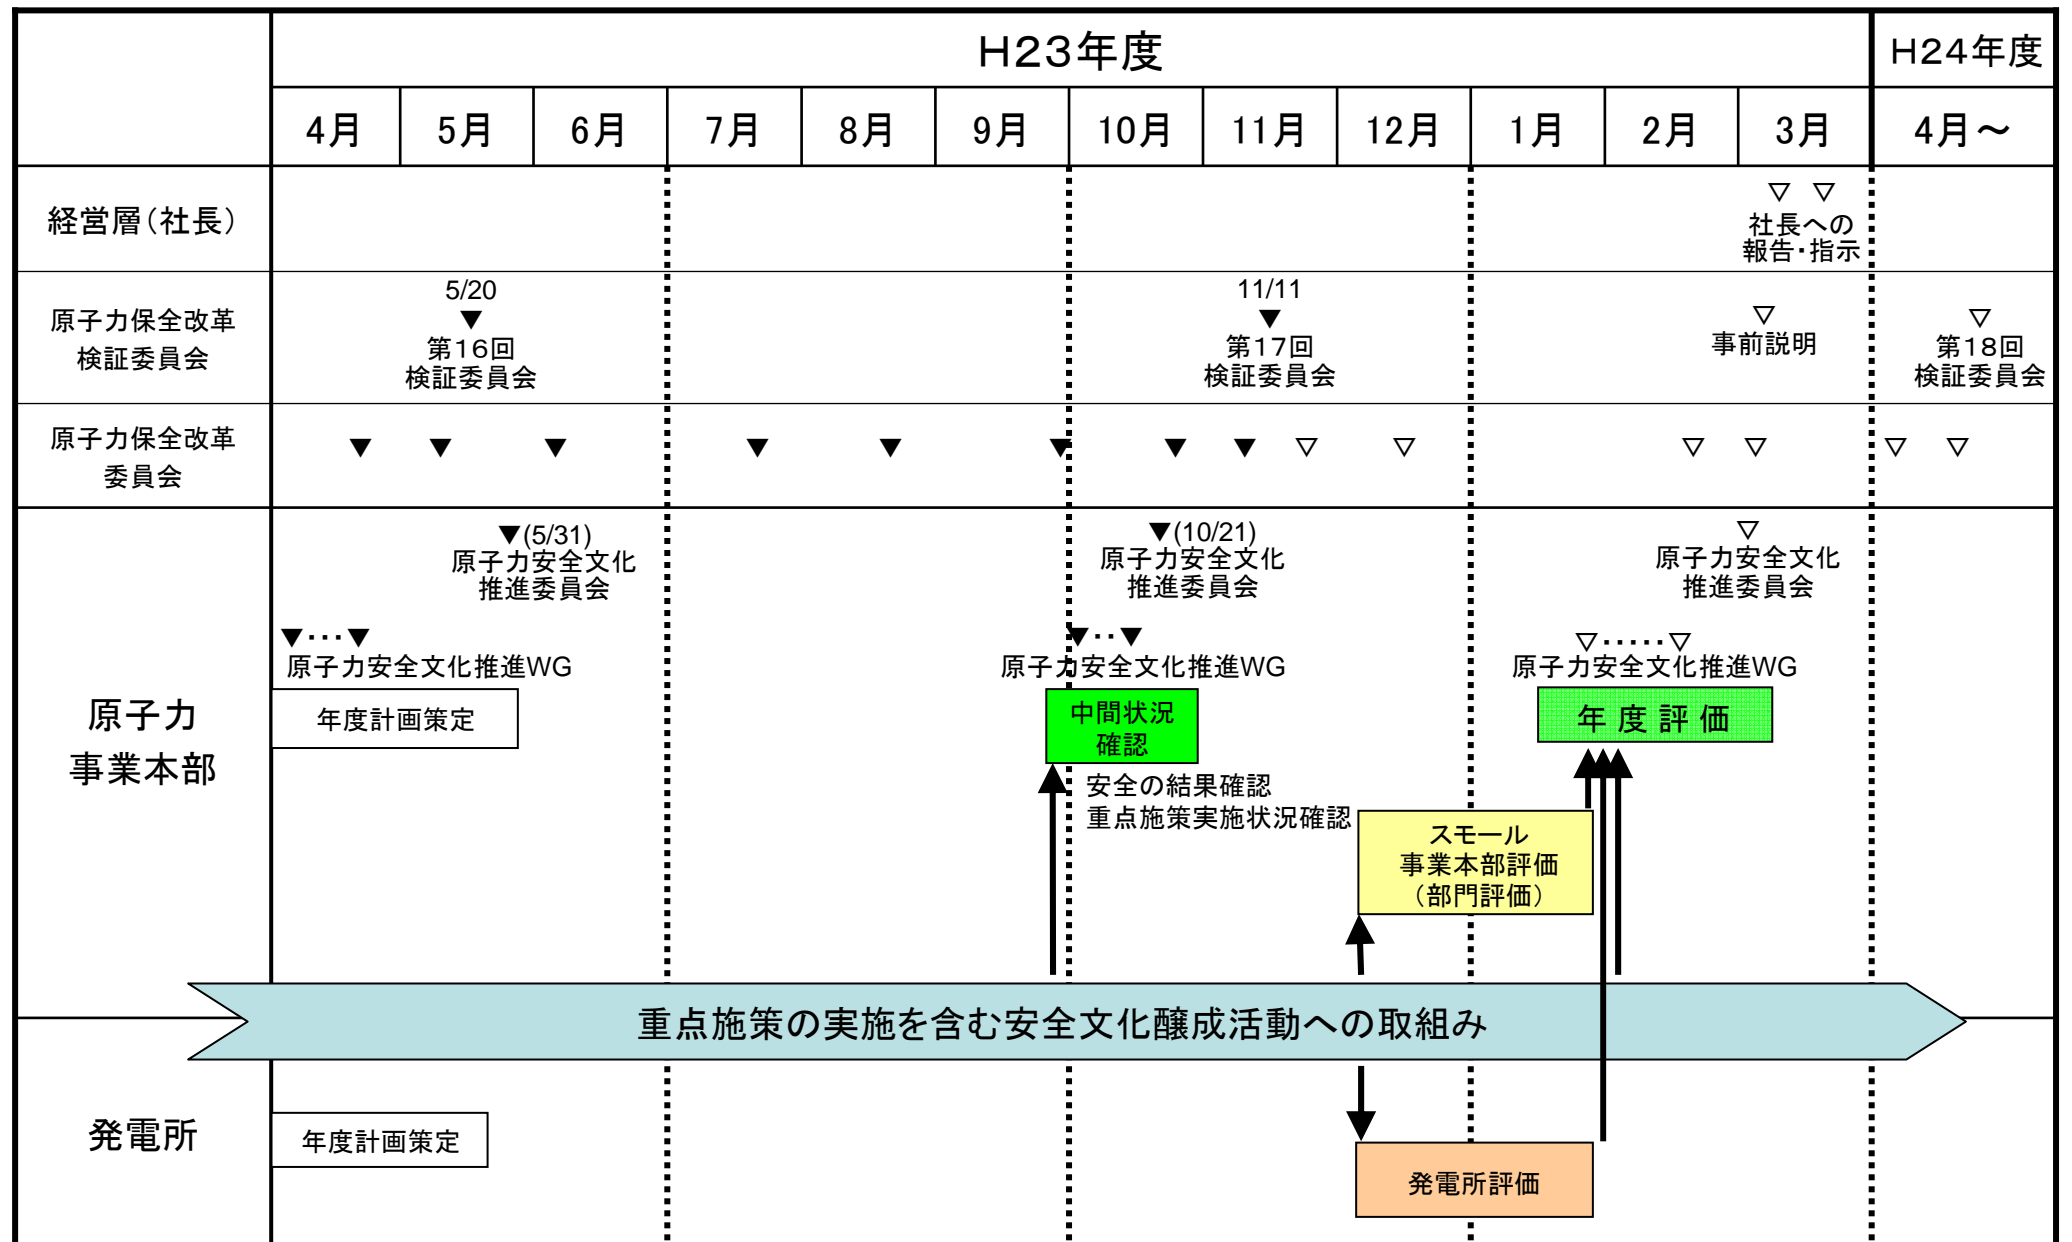 H23年度
H24年度
4月
5月
6月
7月
8月
9月
10月
11月
12月
1月
2月
3月
4月～
経営層(社長)
▽ ▽
社長への
報告・指示
原子力保全改革
検証委員会
5/20
▼
第16回
検証委員会
11/11
▼
第17回
検証委員会
▽
事前説明
▽
第18回
検証委員会
原子力保全改革
委員会
▼ ▼ ▼ ▼ ▼ ▼ ▼ ▼ ▽ ▽ ▽ ▽ ▽ ▽
原子力
事業本部
▼(5/31)
原子力安全文化
推進委員会
▼(10/21)
原子力安全文化
推進委員会
▽
原子力安全文化
推進委員会
▼･･･▼
原子力安全文化推進WG
▼･･▼
原子力安全文化推進WG
▽･････▽
原子力安全文化推進WG
年度計画策定
中間状況
確認
年度評価
安全の結果確認
重点施策実施状況確認
スモール
事業本部評価
(部門評価)
重点施策の実施を含む安全文化醸成活動への取組み
発電所
年度計画策定
発電所評価